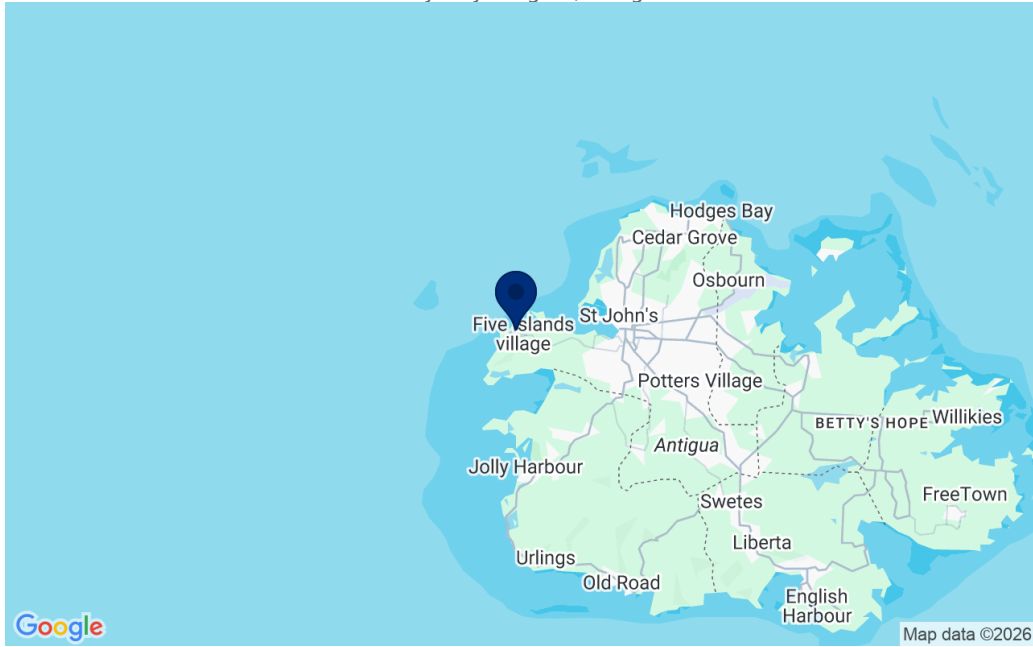 Hodges Bay
Cedar Grove
Osbourn
St John's
Five Islands
village
Potters Village
BETTY'S HOPE
Willikies
Antigua
Jolly Harbour
FreeTown
Swetes
Liberta
Urlings
Old Road
English
Harbour
Google
Map data ©2026